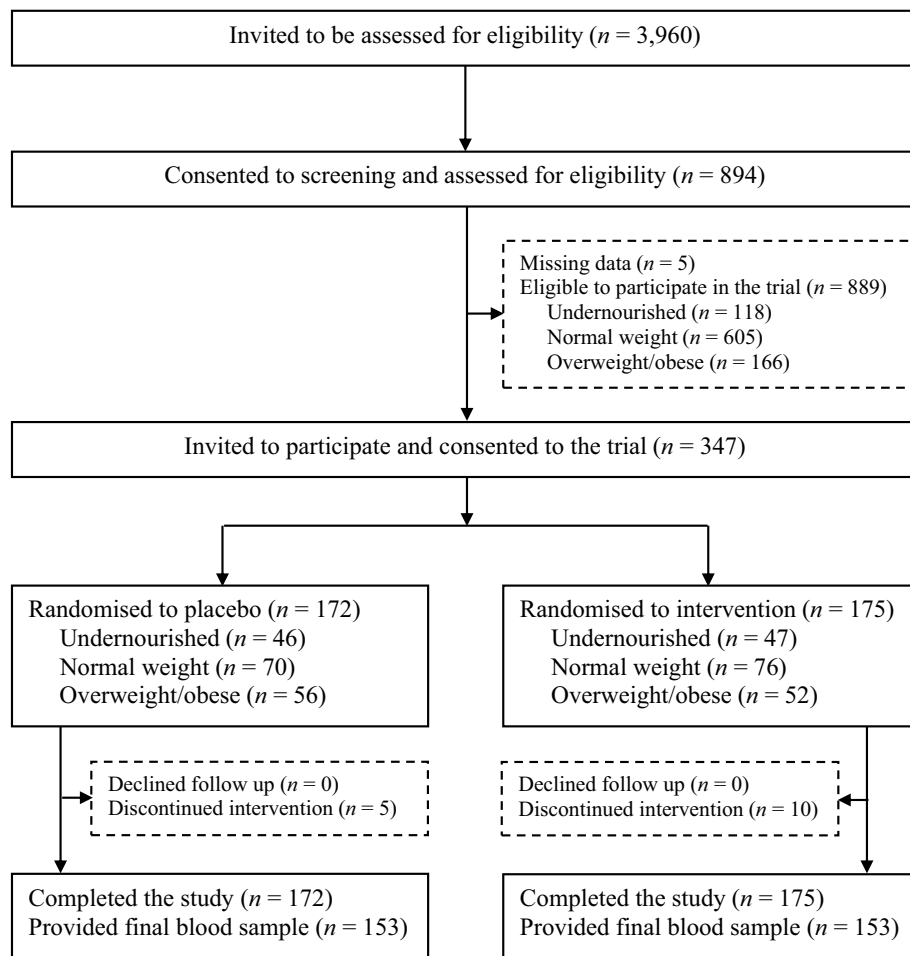 Invited to be assessed for eligibility (n = 3,960)
Consented to screening and assessed for eligibility (n = 894)
Missing data (n = 5)
Eligible to participate in the trial (n = 889)
Undernourished (n = 118)
Normal weight (n = 605)
Overweight/obese (n = 166)
Invited to participate and consented to the trial (n = 347)
Randomised to placebo (n = 172)
Undernourished (n = 46)
Normal weight (n = 70)
Overweight/obese (n = 56)
Randomised to intervention (n = 175)
Undernourished (n = 47)
Normal weight (n = 76)
Overweight/obese (n = 52)
Declined follow up (n = 0)
Discontinued intervention (n = 5)
Declined follow up (n = 0)
Discontinued intervention (n = 10)
Completed the study (n = 172)
Provided final blood sample (n = 153)
Completed the study (n = 175)
Provided final blood sample (n = 153)